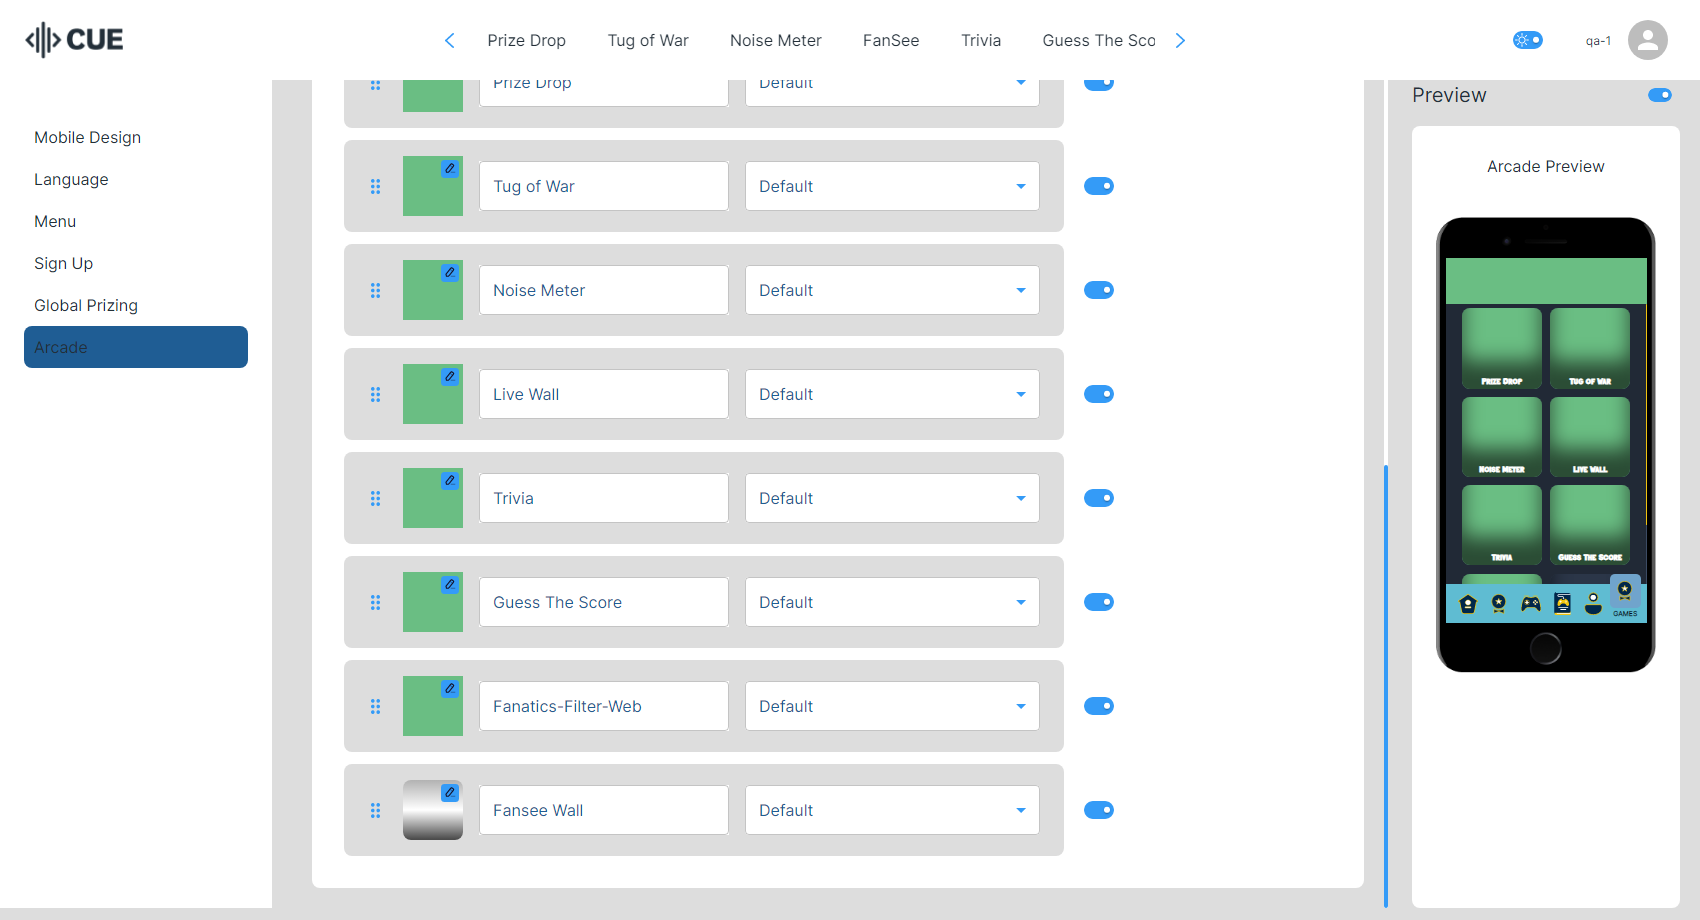 CUE
Prize Drop Tug of War Noise Meter FanSee Trivia Guess The Sco
qa-1
Mobile Design
Language
Menu
Sign Up
Global Prizing
Arcade
Prize Drop Default
Tug of War Default
Noise Meter Default
Live Wall Default
Trivia Default
Guess The Score Default
Fanatics-Filter-Web Default
Fansee Wall Default
Preview
Arcade Preview
Prize Drop Tug of War
Noise Meter Live Wall
Trivia Guess The Score
GAMES